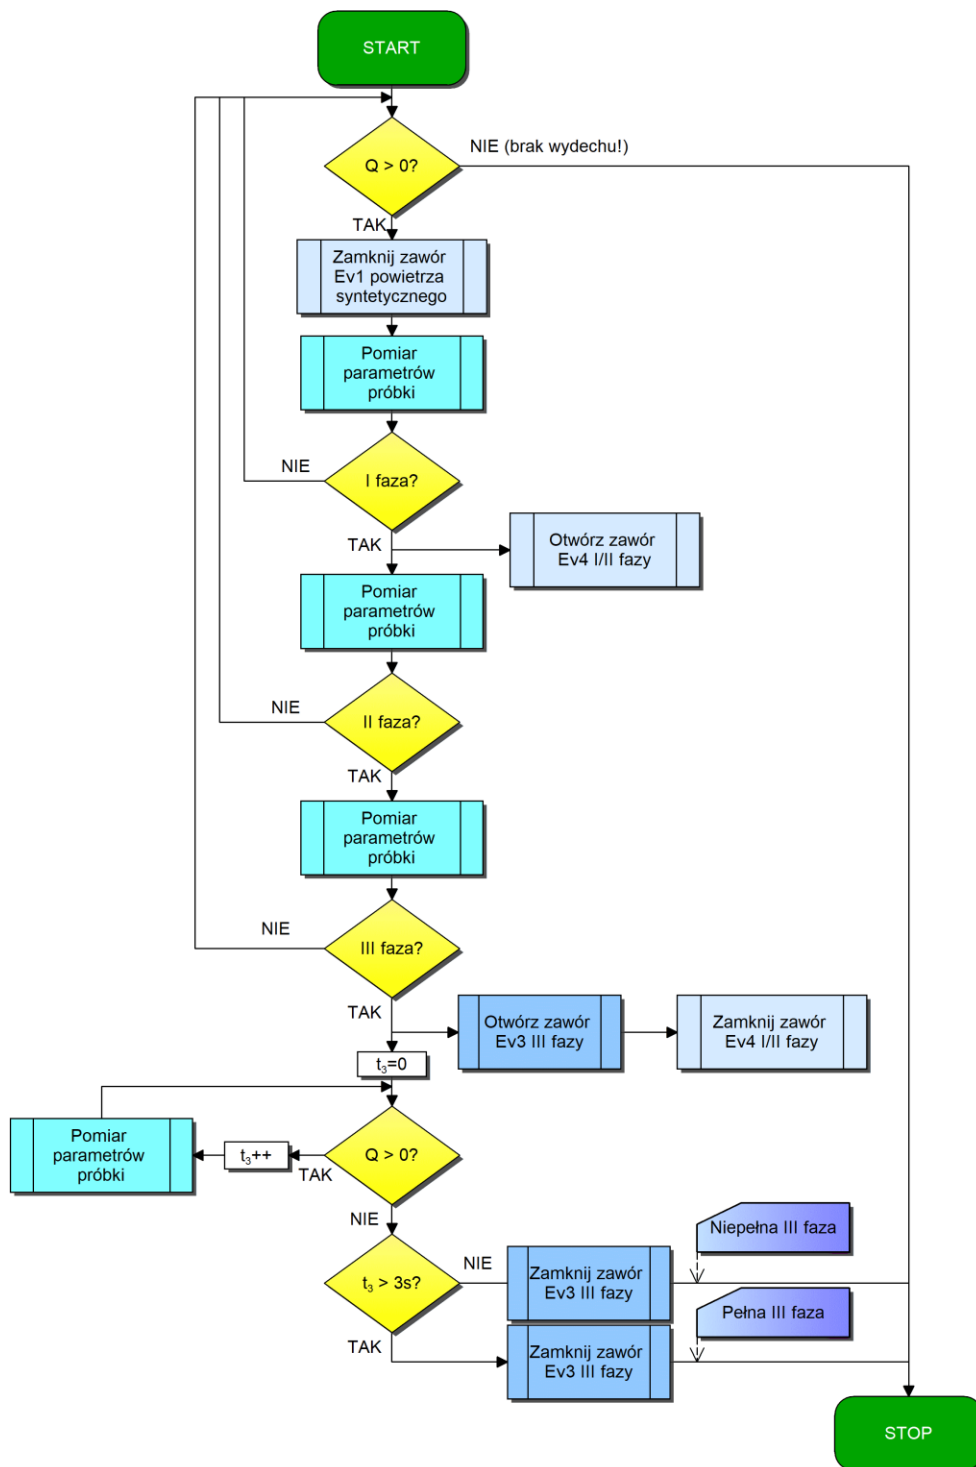 START
NIE (brak wydechu!)
Q > 0?
TAK
Zamknij zawór
Ev1 powietrza
syntetycznego
Pomiar
parametrów
próbki
I faza?
NIE
TAK
Otwórz zawór
Ev4 I/II fazy
Pomiar
parametrów
próbki
II faza?
NIE
TAK
Pomiar
parametrów
próbki
III faza?
NIE
TAK
Otwórz zawór
Ev3 III fazy
Zamknij zawór
Ev4 I/II fazy
t₃=0
Pomiar
parametrów
próbki
t₃++
TAK
Q > 0?
NIE
Niepełna III faza
t₃ > 3s?
NIE
Zamknij zawór
Ev3 III fazy
Pełna III faza
TAK
Zamknij zawór
Ev3 III fazy
STOP